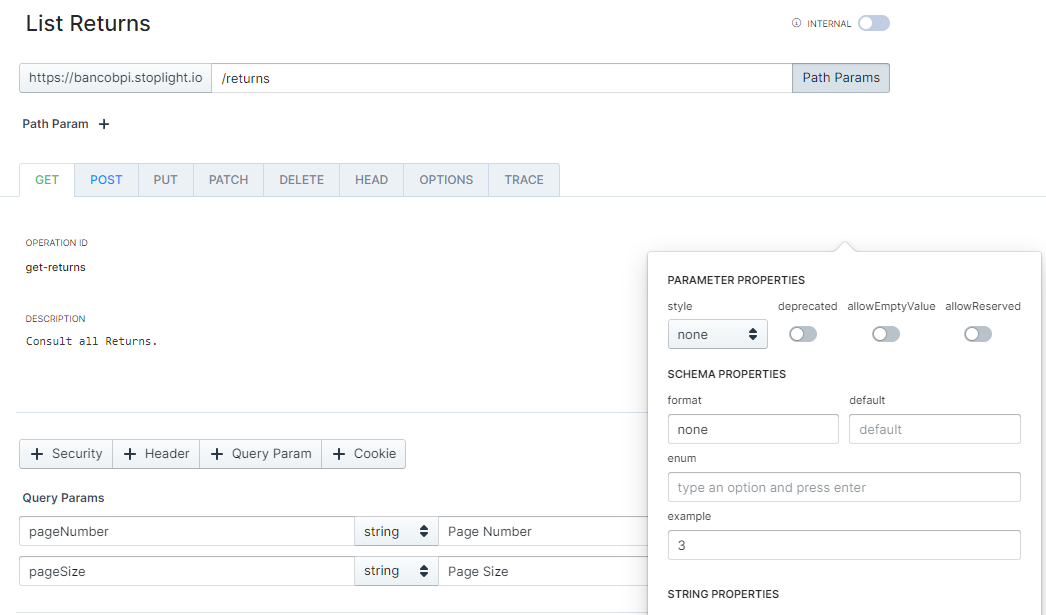 List Returns
INTERNAL
https://bancobpi.stoplight.io /returns Path Params
Path Param +
GET POST PUT PATCH DELETE HEAD OPTIONS TRACE
OPERATION ID
get-returns
DESCRIPTION
Consult all Returns.
+ Security + Header + Query Param + Cookie
Query Params
pageNumber string Page Number
pageSize string Page Size
PARAMETER PROPERTIES
style deprecated allowEmptyValue allowReserved
none
SCHEMA PROPERTIES
format default
none default
enum
type an option and press enter
example
3
STRING PROPERTIES